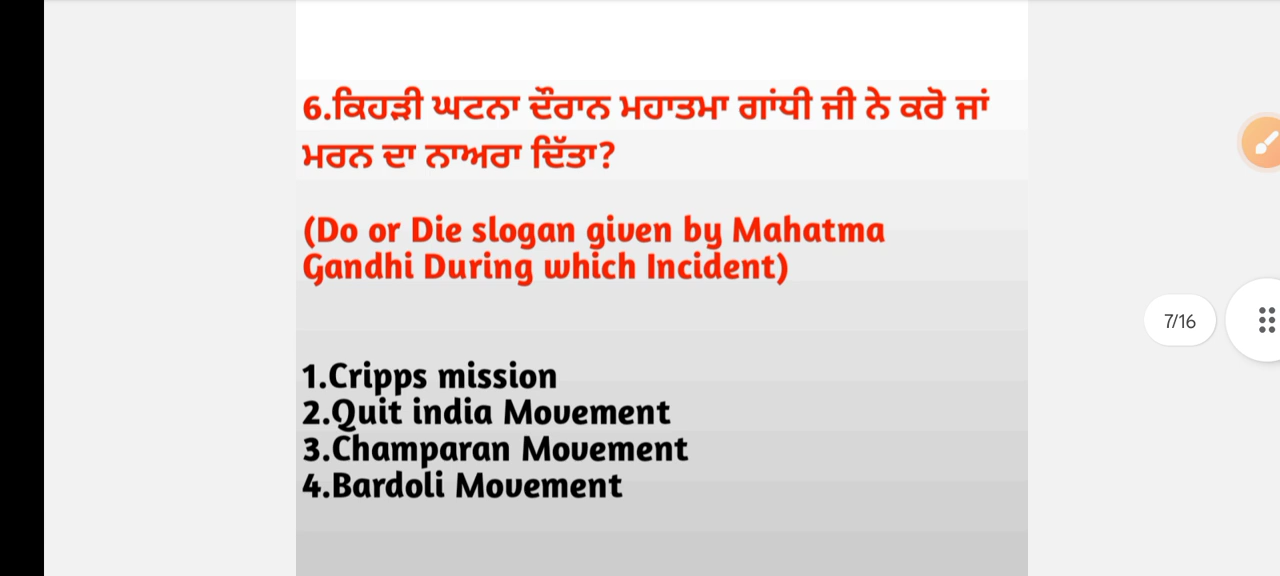 6.ਕਿਹੜੀ ਘਟਨਾ ਦੌਰਾਨ ਮਹਾਤਮਾ ਗਾਂਧੀ ਜੀ ਨੇ ਕਰੋ ਜਾਂ
ਮਰਨ ਦਾ ਨਾਅਰਾ ਦਿੱਤਾ?
(Do or Die slogan given by Mahatma
Gandhi During which Incident)
7/16
1.Cripps mission
2.Quit india Movement
3.Champaran Movement
4.Bardoli Movement